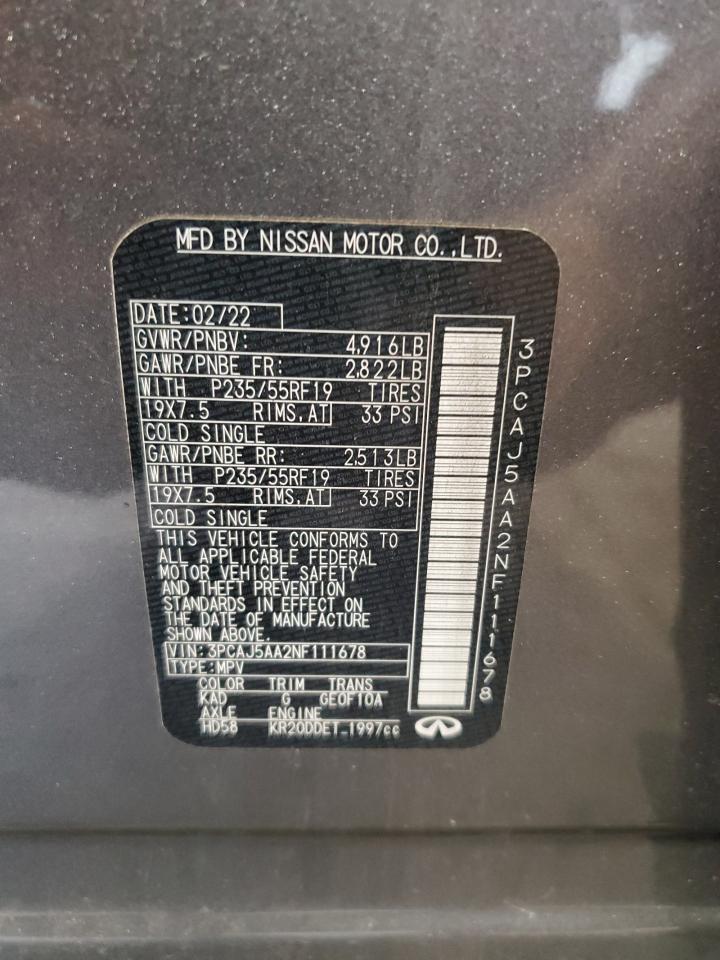 MFD BY NISSAN MOTOR CO.,LTD.
DATE:02/22
GVWR/PNBV: 4,916LB
GAWR/PNBE FR: 2,822LB
WITH P235/55RF19 TIRES
19X7.5 RIMS,AT 33 PSI
COLD SINGLE
GAWR/PNBE RR: 2,513LB
WITH P235/55RF19 TIRES
19X7.5 RIMS,AT 33 PSI
COLD SINGLE
THIS VEHICLE CONFORMS TO
ALL APPLICABLE FEDERAL
MOTOR VEHICLE SAFETY
AND THEFT PREVENTION
STANDARDS IN EFFECT ON
THE DATE OF MANUFACTURE
SHOWN ABOVE.
VIN:3PCAJ5AA2NF111678
TYPE:MPV
COLOR TRIM TRANS
KAD G GE0F10A
AXLE ENGINE
HD58 KR20DDET-1997cc
3PCAJ5AA2NF111678